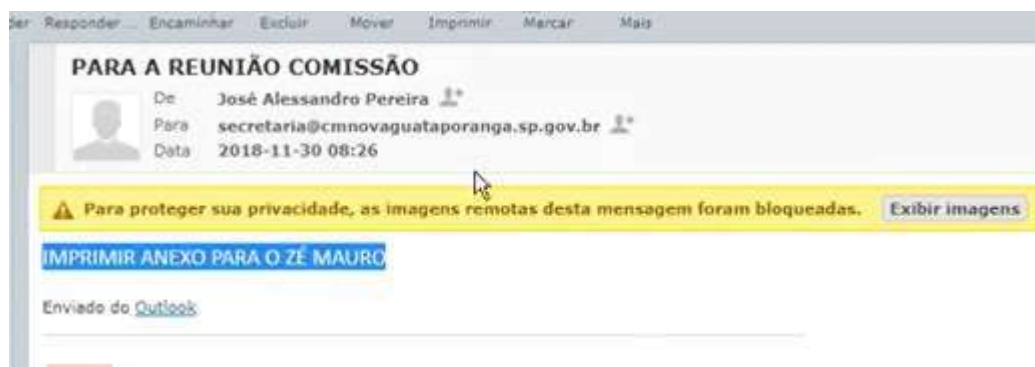 Responder Encaminhar Excluir Mover Imprimir Marcar Mais
PARA A REUNIÃO COMISSÃO
De José Alessandro Pereira
Para secretaria@cmnovaguataporanga.sp.gov.br
Data 2018-11-30 08:26
Para proteger sua privacidade, as imagens remotas desta mensagem foram bloqueadas. Exibir imagens
IMPRIMIR ANEXO PARA O ZÉ MAURO
Enviado do Outlook